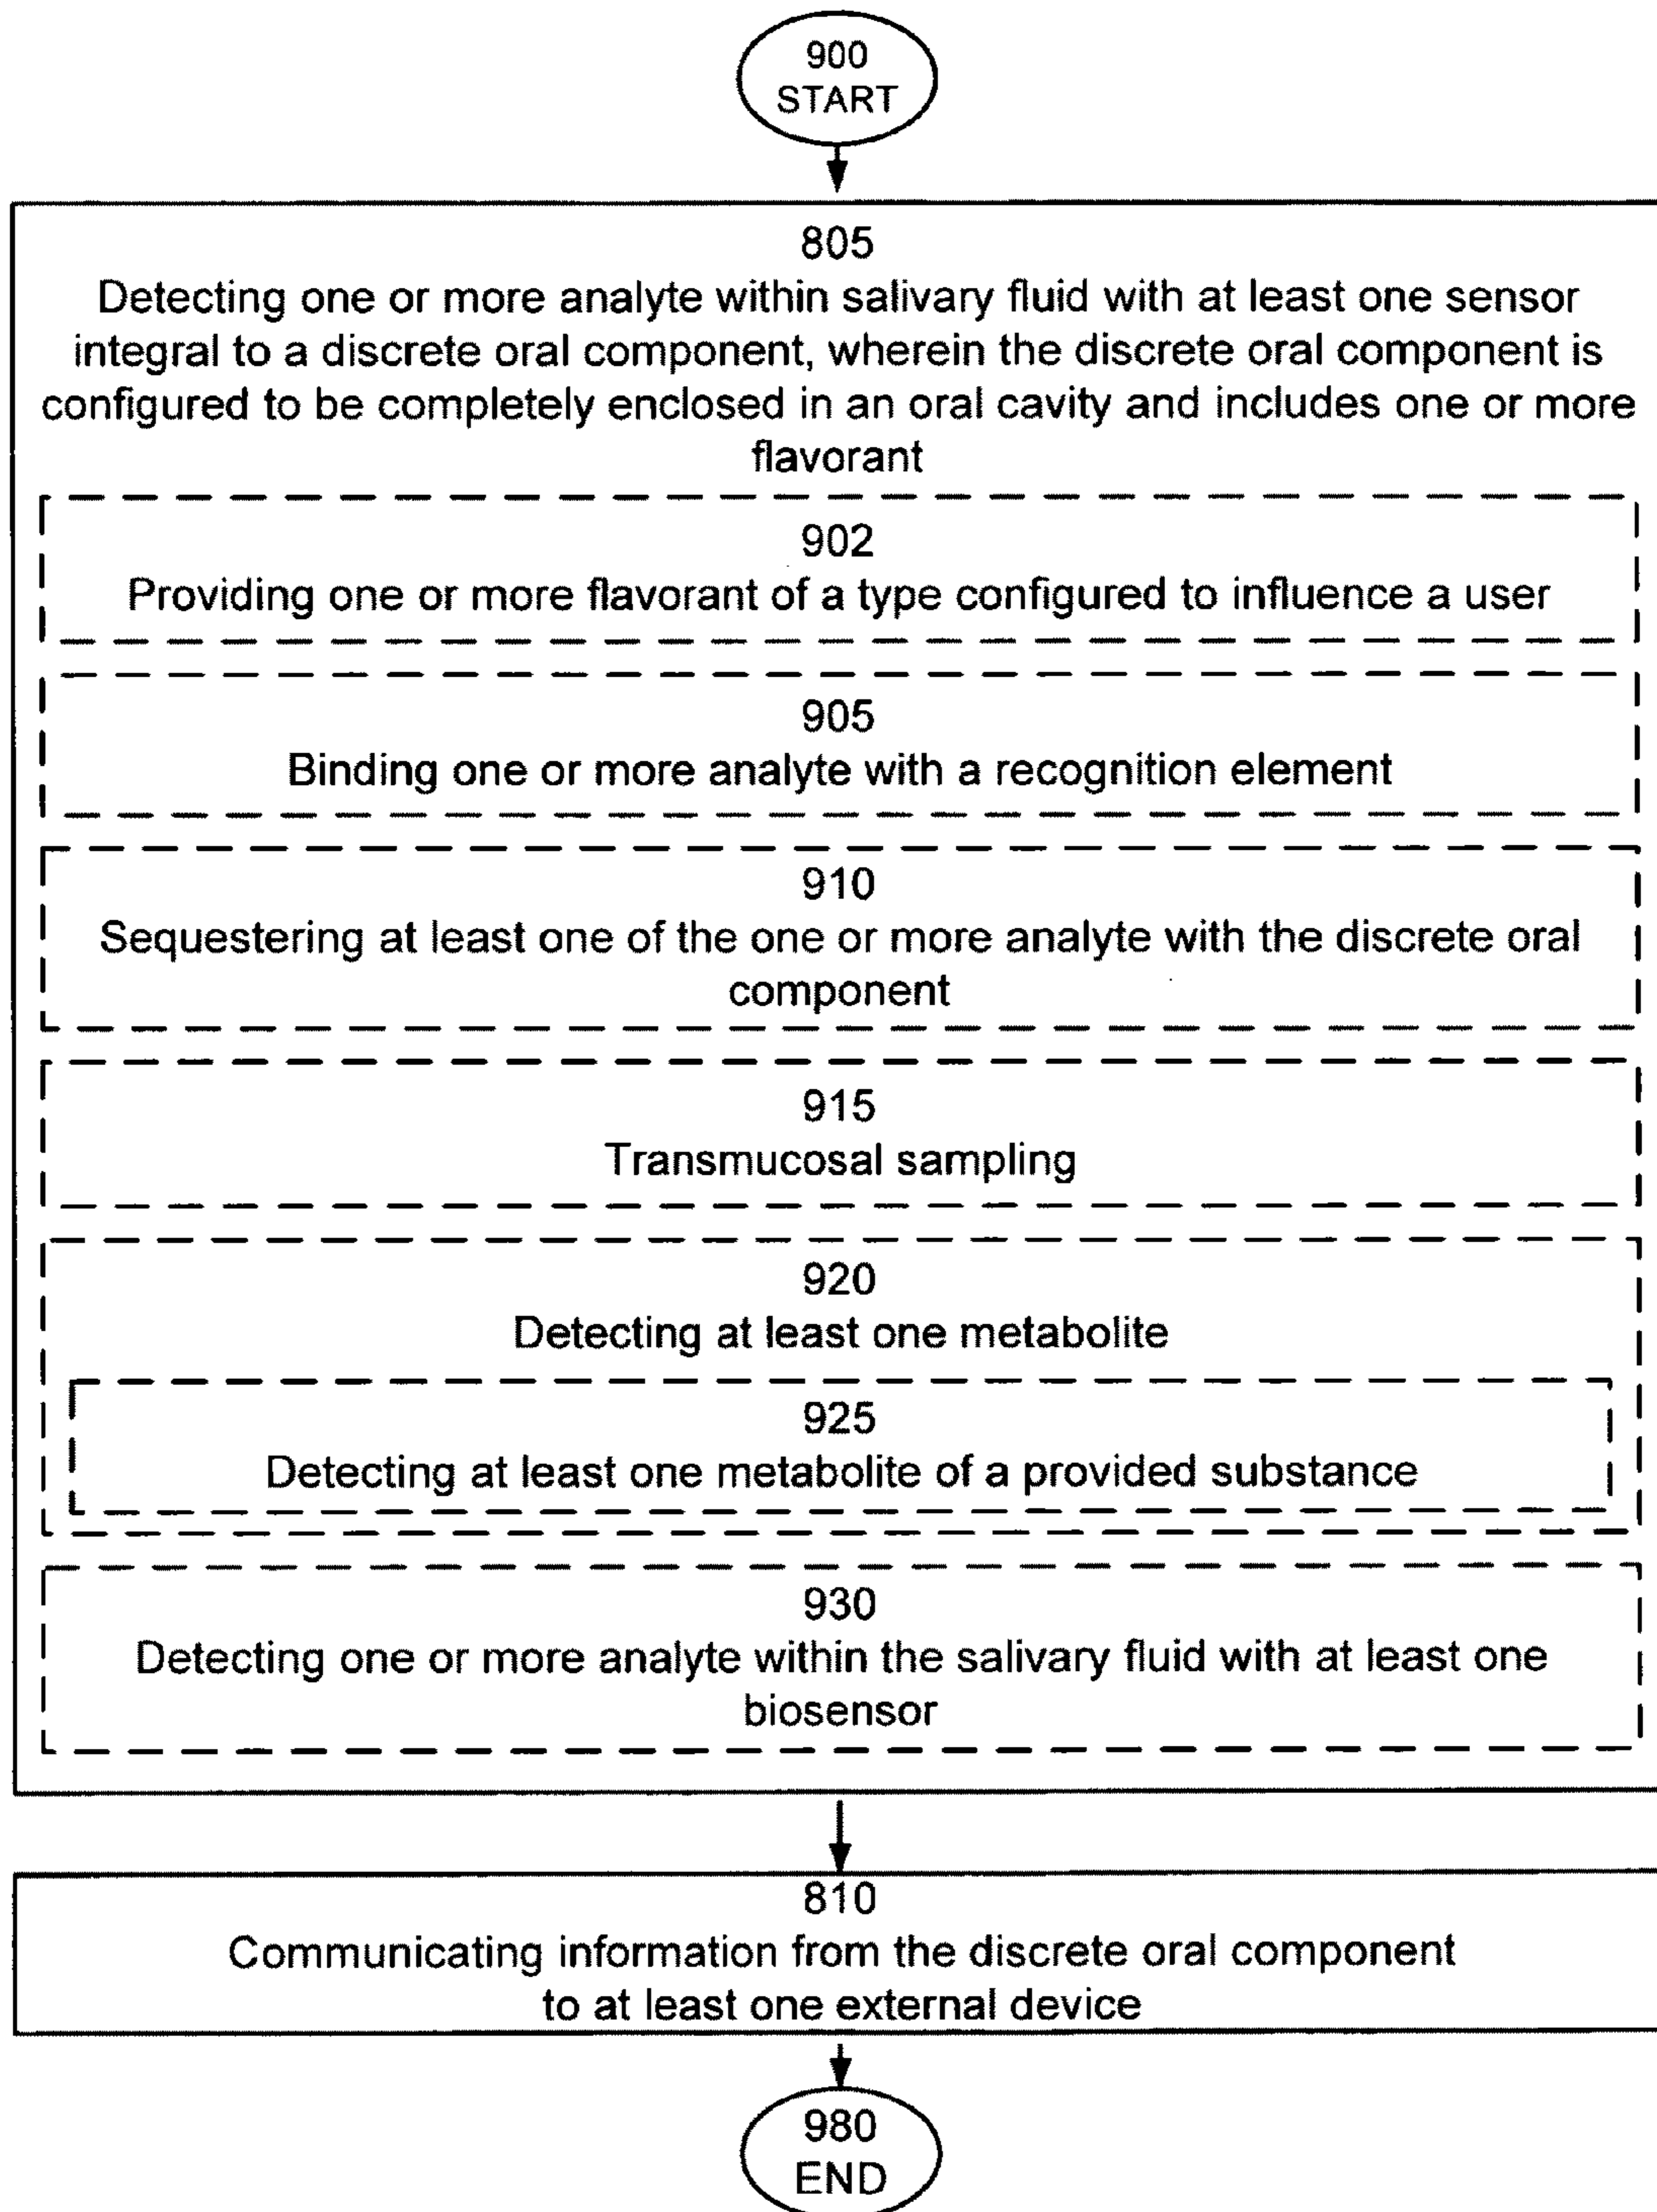 900
START
805
Detecting one or more analyte within salivary fluid with at least one sensor
integral to a discrete oral component, wherein the discrete oral component is
configured to be completely enclosed in an oral cavity and includes one or more
flavorant
902
Providing one or more flavorant of a type configured to influence a user
905
Binding one or more analyte with a recognition element
910
Sequestering at least one of the one or more analyte with the discrete oral
component
915
Transmucosal sampling
920
Detecting at least one metabolite
925
Detecting at least one metabolite of a provided substance
930
Detecting one or more analyte within the salivary fluid with at least one
biosensor
810
Communicating information from the discrete oral component
to at least one external device
980
END